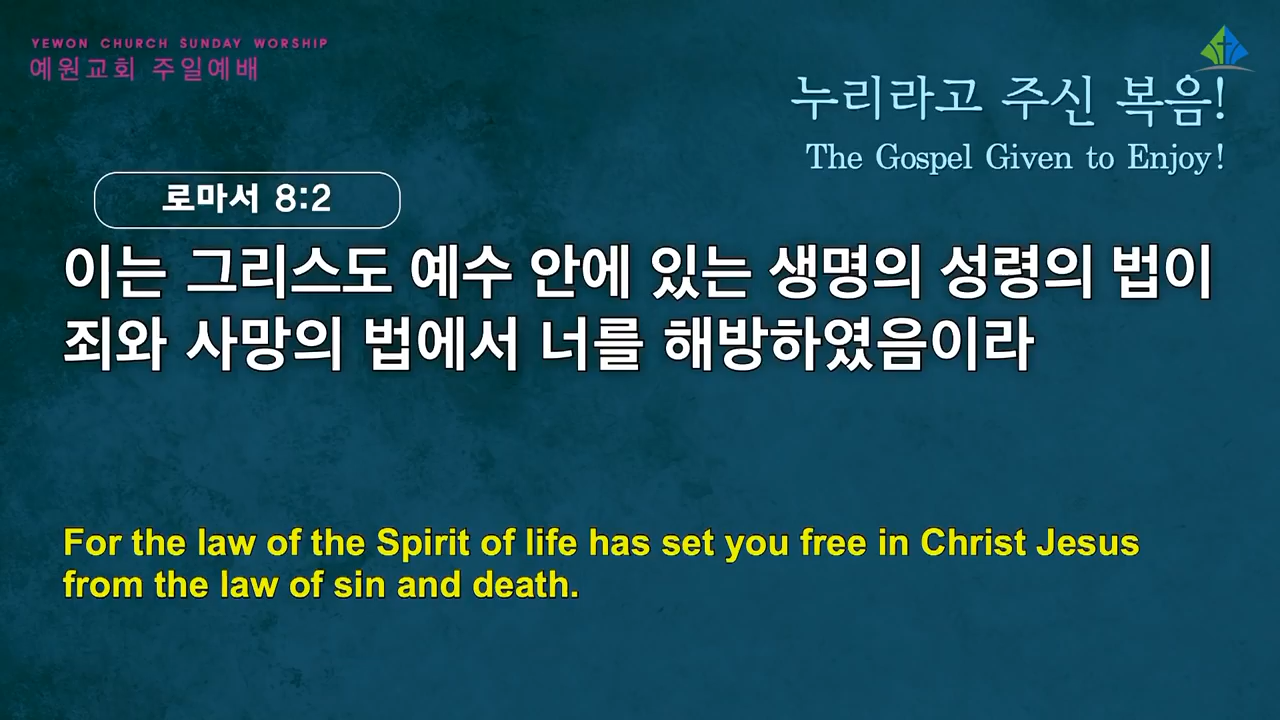 YEWON CHURCH SUNDAY WORSHIP
예원교회 주일예배
누리라고 주신 복음!
The Gospel Given to Enjoy!
로마서 8:2
이는 그리스도 예수 안에 있는 생명의 성령의 법이
죄와 사망의 법에서 너를 해방하였음이라
For the law of the Spirit of life has set you free in Christ Jesus
from the law of sin and death.